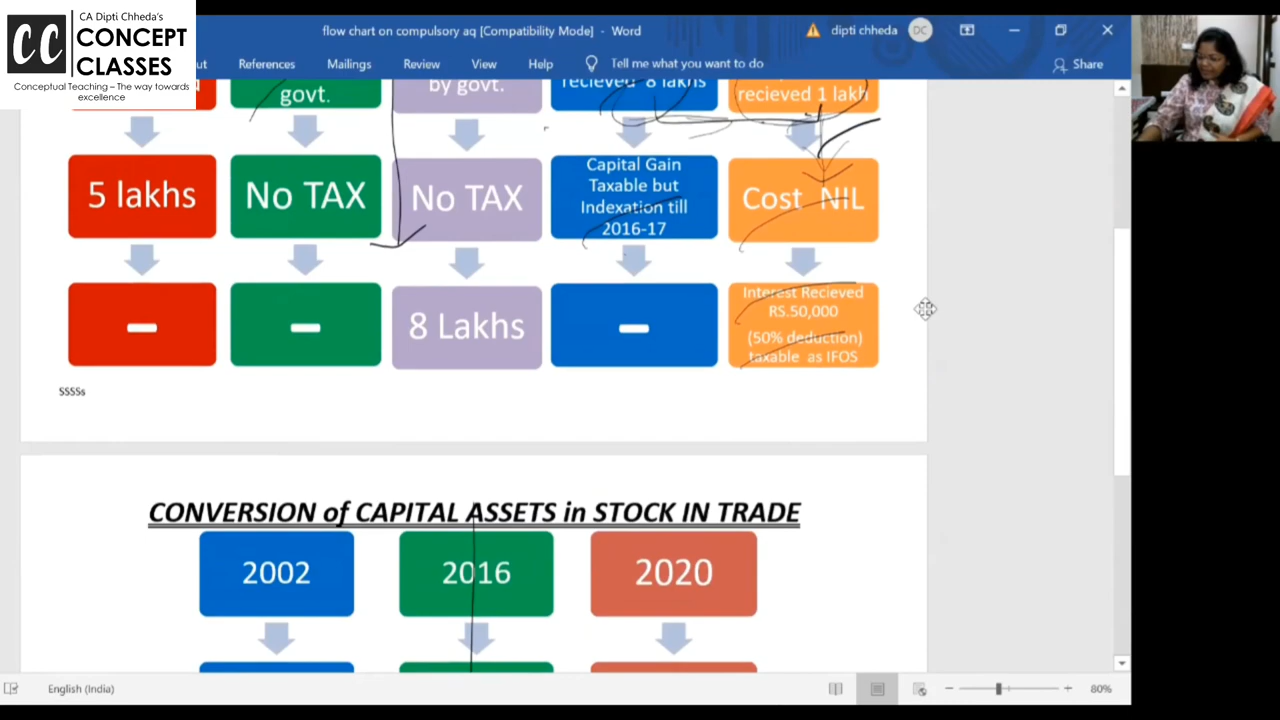 CA Dipti Chheda's
CC CONCEPT
CLASSES
Conceptual Teaching – The way towards
excellence
flow chart on compulsory aq [Compatibility Mode] - Word
dipti chheda
DC
References Mailings Review View Help Tell me what you want to do
Share
govt.
by govt.
recieved 8 lakhs
recieved 1 lakh
5 lakhs
No TAX
No TAX
Capital Gain
Taxable but
Indexation till
2016-17
Cost NIL
8 Lakhs
Interest Recieved
RS.50,000
(50% deduction)
taxable as IFOS
SSSSs
CONVERSION of CAPITAL ASSETS in STOCK IN TRADE
2002
2016
2020
English (India)
80%